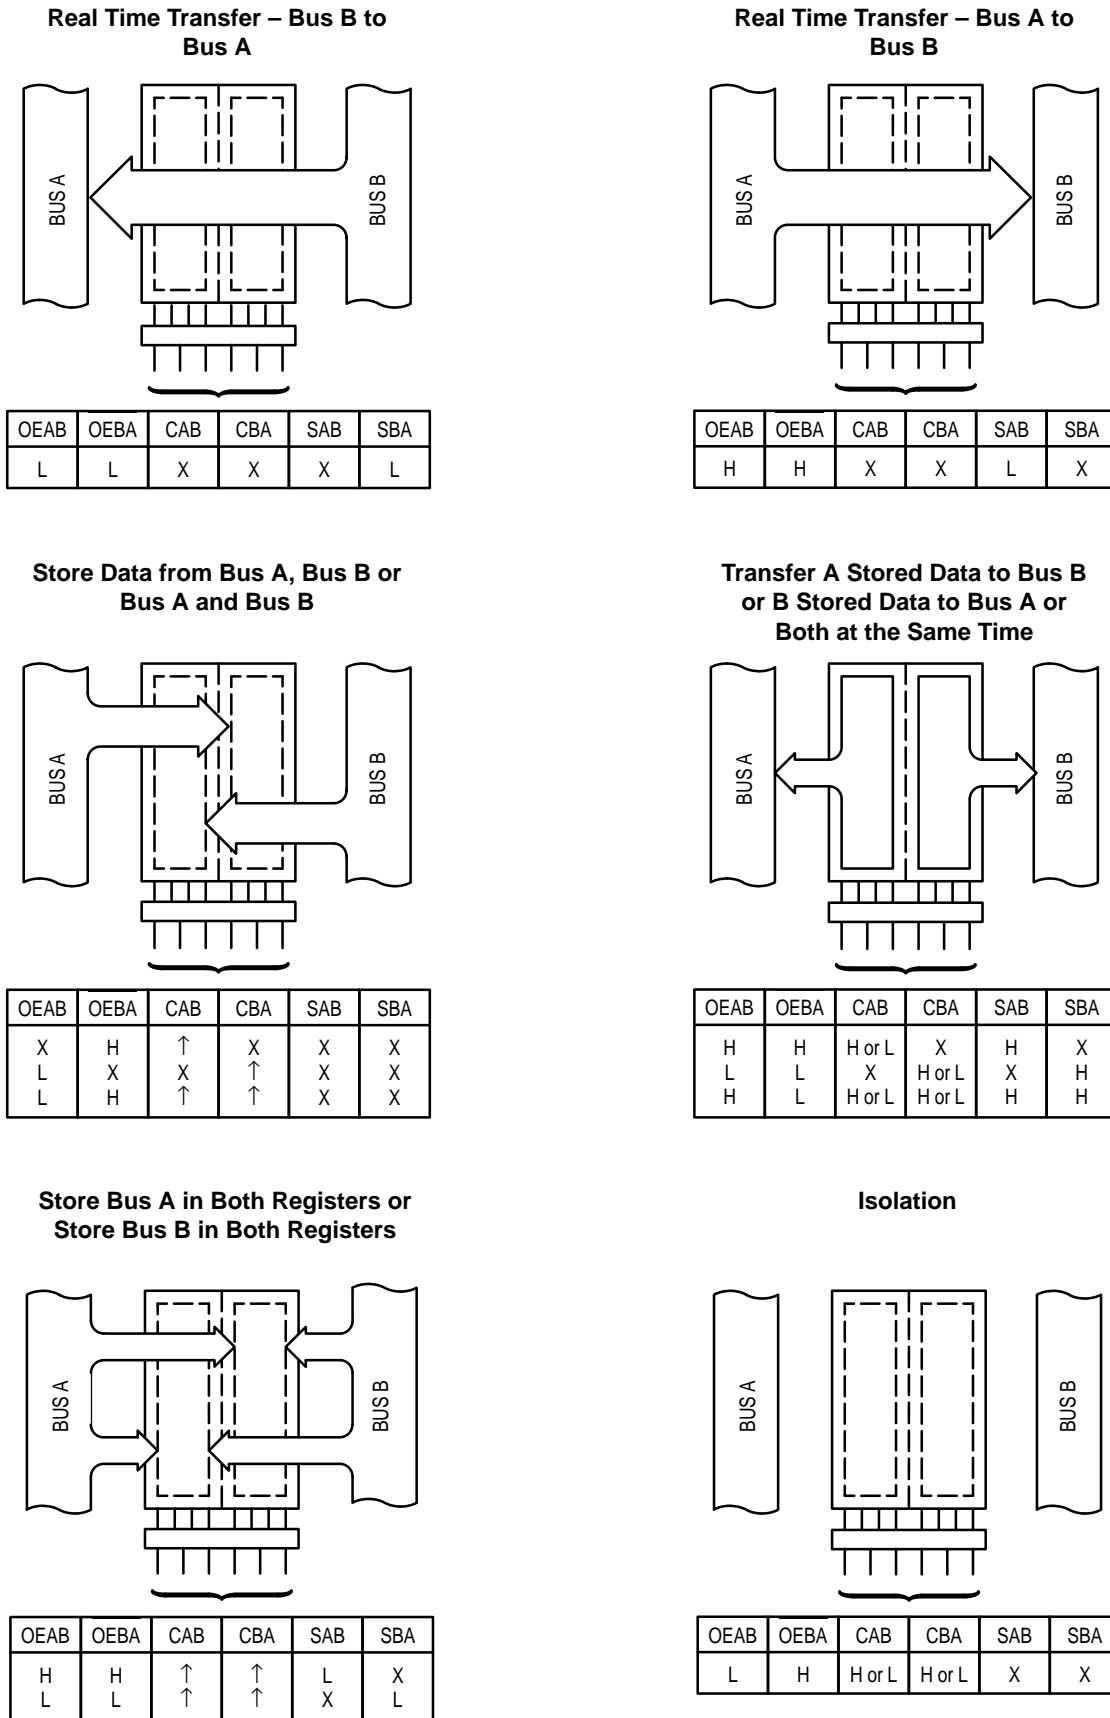 Real Time Transfer – Bus B to
Bus A
BUS A
BUS B
OEAB OEBA CAB CBA SAB SBA
L L X X X L
Real Time Transfer – Bus A to
Bus B
BUS A
BUS B
OEAB OEBA CAB CBA SAB SBA
H H X X L X
Store Data from Bus A, Bus B or
Bus A and Bus B
BUS A
BUS B
OEAB OEBA CAB CBA SAB SBA
X H ↑ X X X
L X X ↑ X X
L H ↑ ↑ X X
Transfer A Stored Data to Bus B
or B Stored Data to Bus A or
Both at the Same Time
BUS A
BUS B
OEAB OEBA CAB CBA SAB SBA
H H H or L X H X
L L X H or L X H
H L H or L H or L H H
Store Bus A in Both Registers or
Store Bus B in Both Registers
BUS A
BUS B
OEAB OEBA CAB CBA SAB SBA
H H ↑ ↑ L X
L L ↑ ↑ X L
Isolation
BUS A
BUS B
OEAB OEBA CAB CBA SAB SBA
L H H or L H or L X X